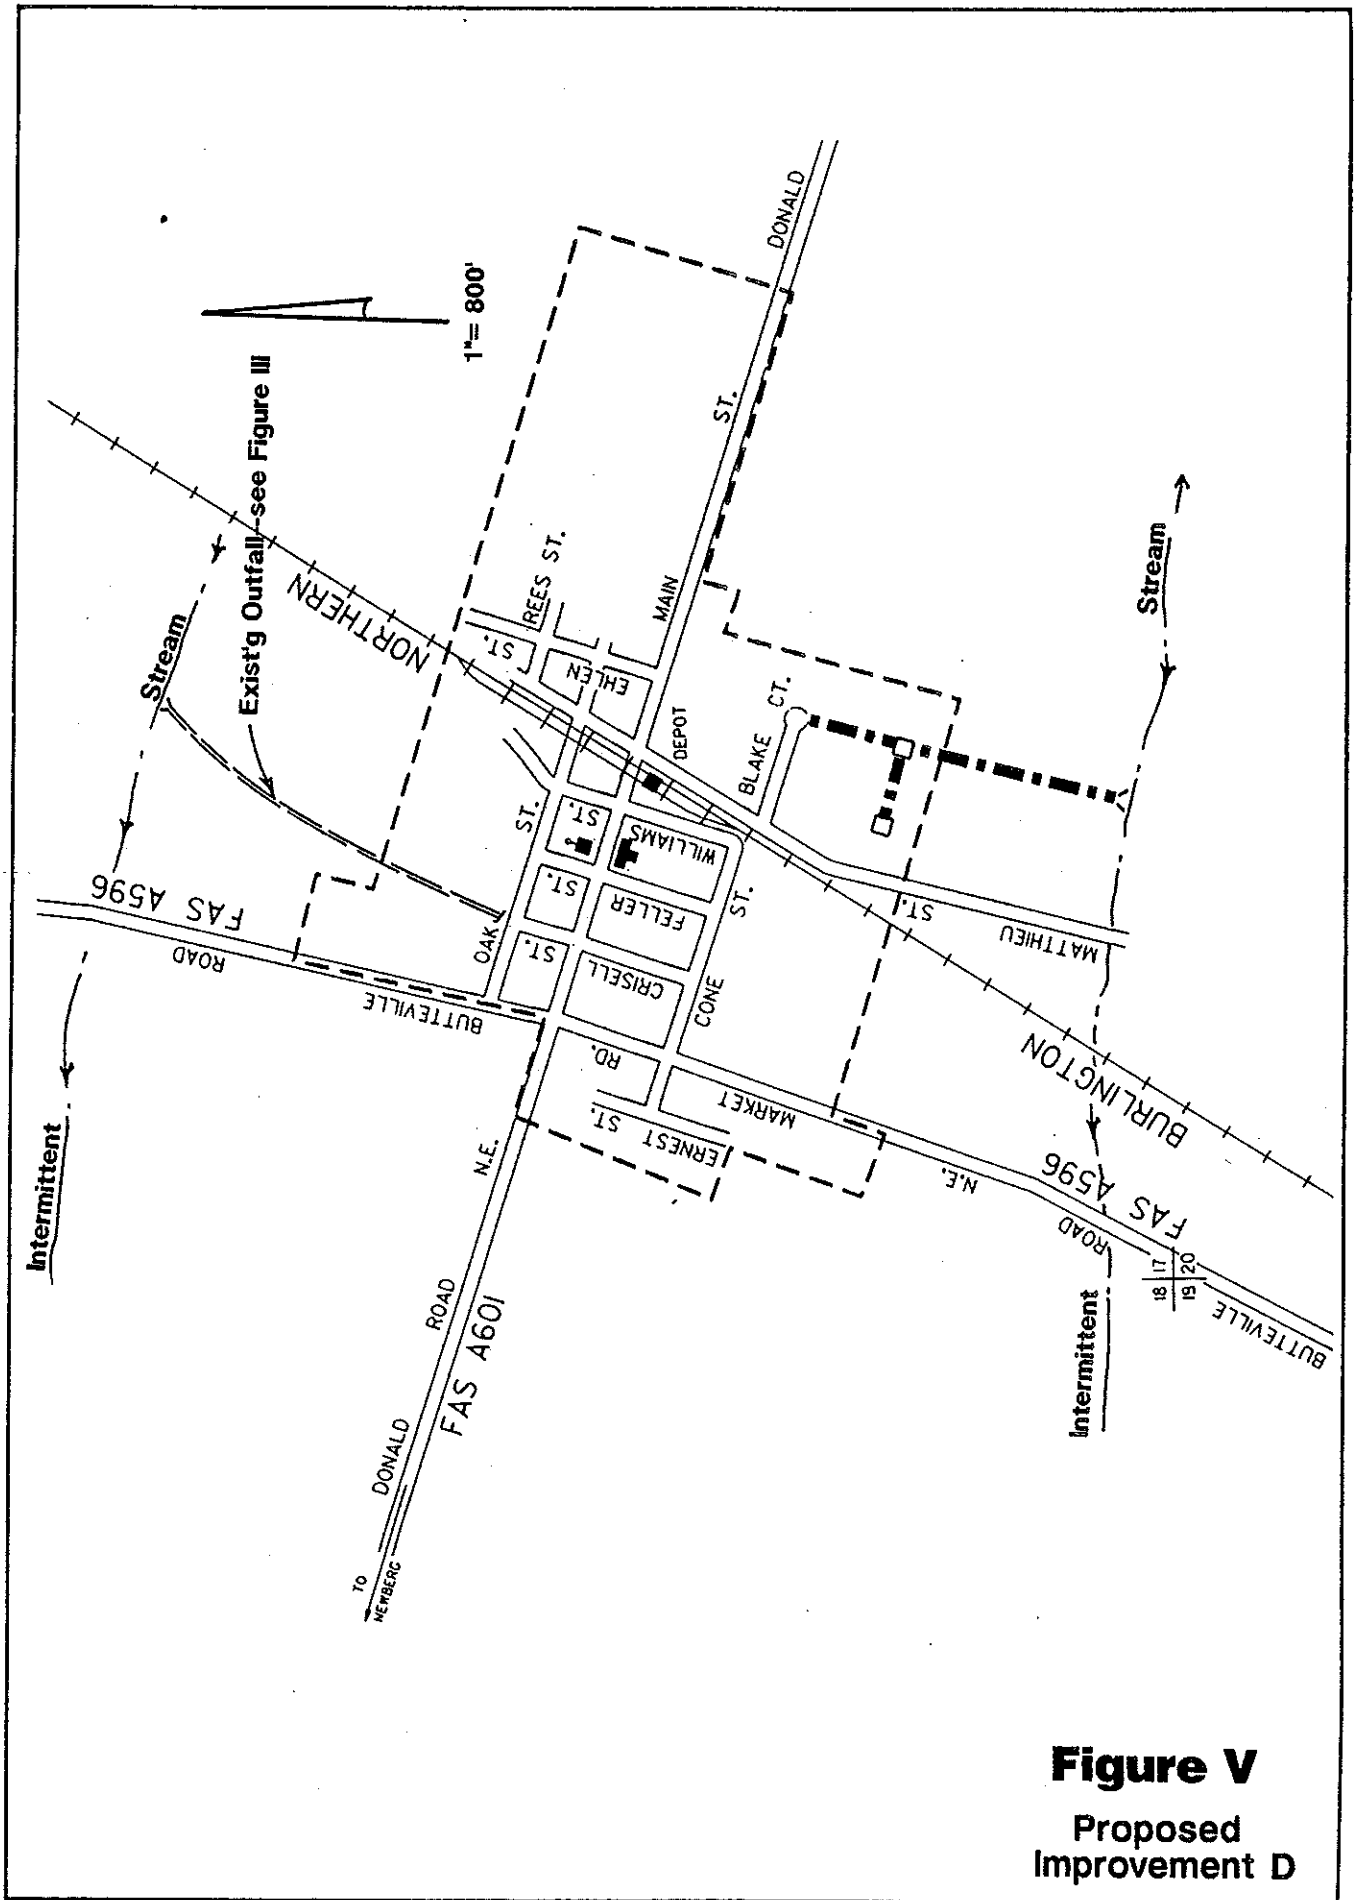 Intermittent
Stream
Exist'g Outfall-see Figure III
1"= 800'
FAS A596
ROAD
BUTTEVILLE
NORTHERN
REES ST.
ST.
EHLEN
OAK
ST.
ST.
ST.
ST.
MAIN
ST.
DONALD
DEPOT
WILLIAMS
FELLER
CRISELL
CONE
ST.
BLAKE
CT.
RD.
MARKET
ERNEST
ST.
N.E.
ROAD
DONALD
FAS A601
TO
NEWBERG
MATTHIEU
ST.
BURLINGTON
N.E.
FAS A596
ROAD
BUTTEVILLE
18 17
19 20
Stream
Intermittent
Figure V
Proposed
Improvement D